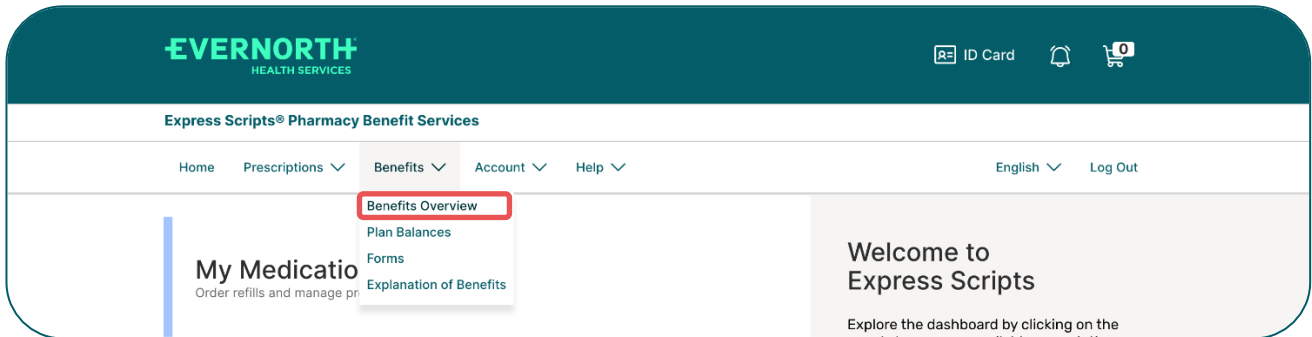 EVERNORTH
HEALTH SERVICES
ID Card
0
Express Scripts® Pharmacy Benefit Services
Home Prescriptions Benefits Account Help English Log Out
Benefits Overview
Plan Balances
Forms
Explanation of Benefits
My Medicatio
Order refills and manage pr
Welcome to
Express Scripts
Explore the dashboard by clicking on the